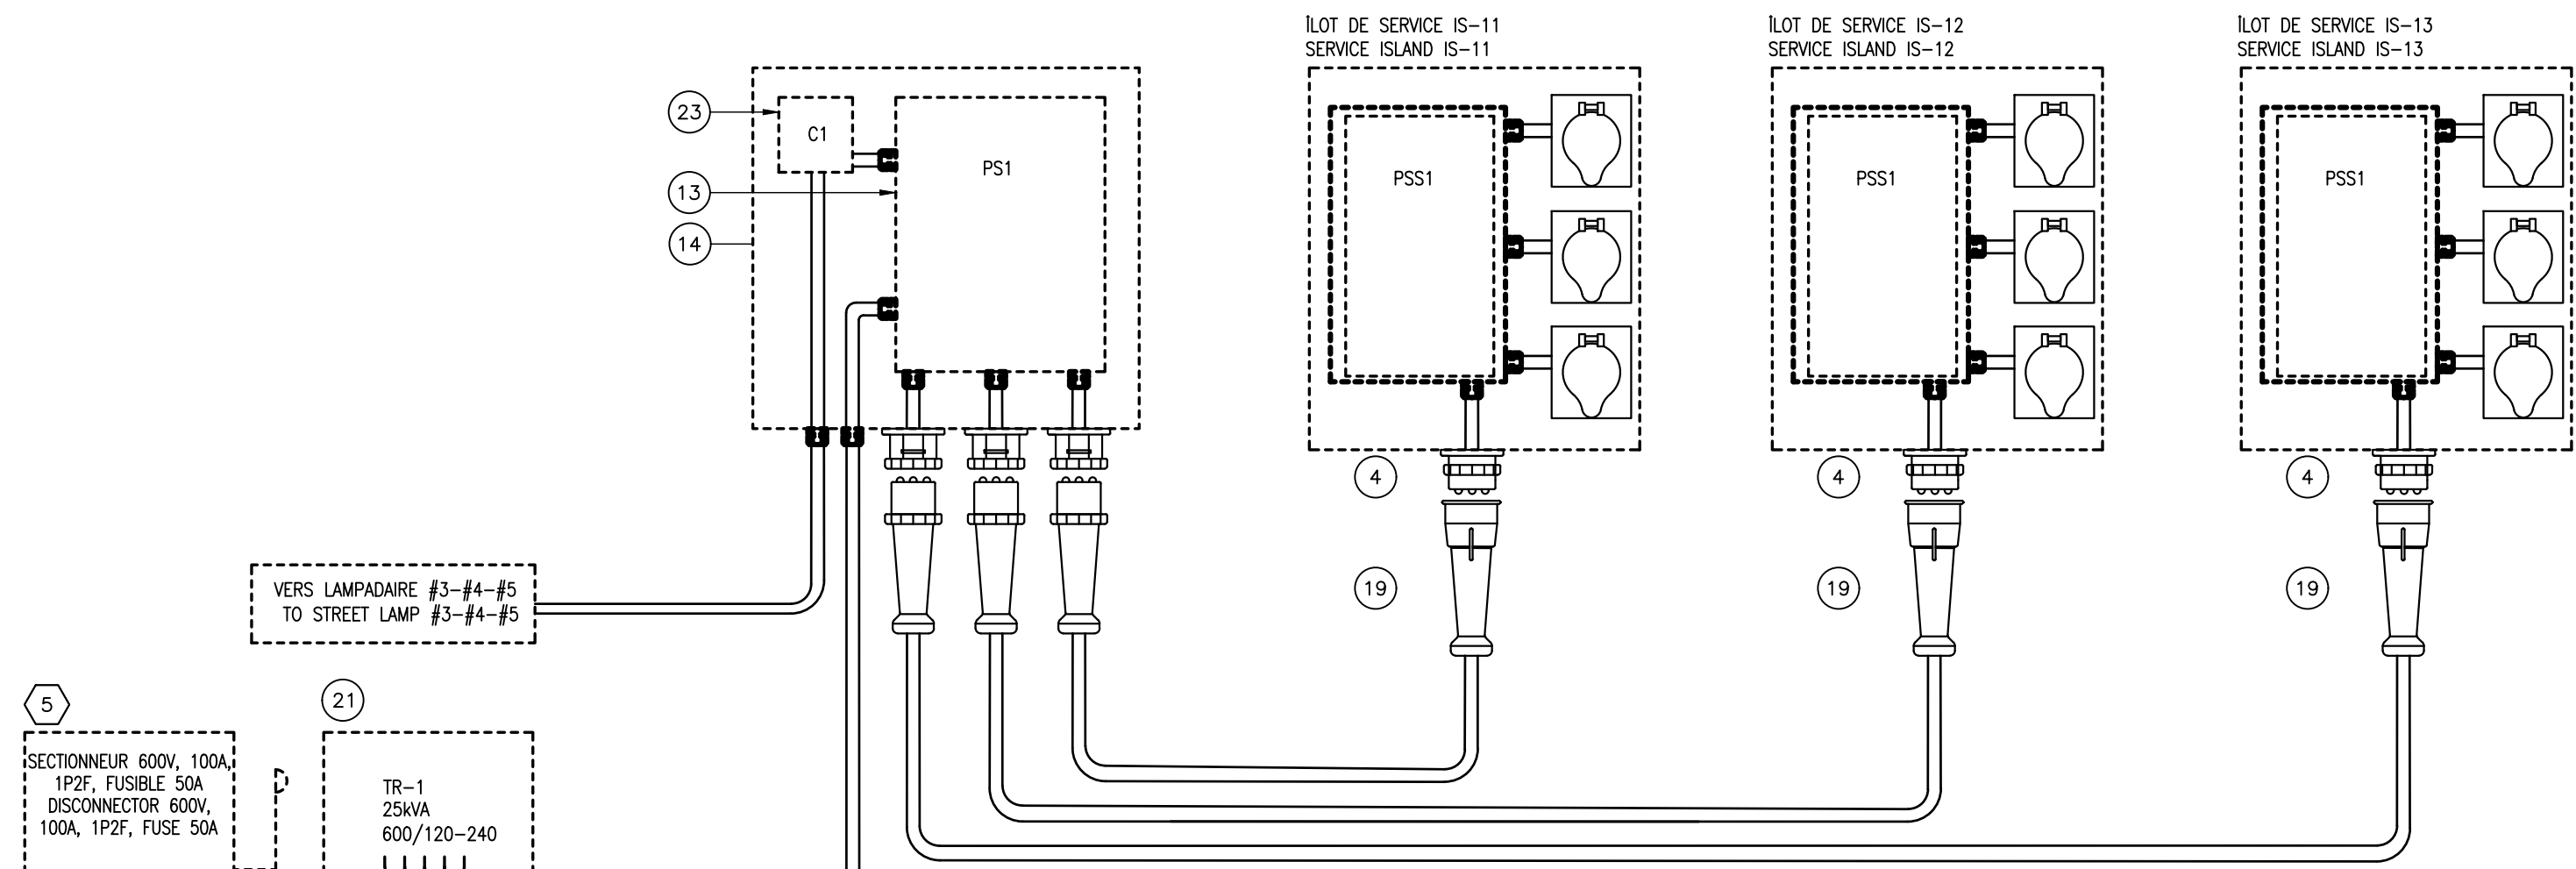 ÎLOT DE SERVICE IS-11
SERVICE ISLAND IS-11
ÎLOT DE SERVICE IS-12
SERVICE ISLAND IS-12
ÎLOT DE SERVICE IS-13
SERVICE ISLAND IS-13
23
C1
13
PS1
14
PSS1
PSS1
PSS1
4
4
4
19
19
19
VERS LAMPADAIRE #3-#4-#5
TO STREET LAMP #3-#4-#5
5
21
SECTIONNEUR 600V, 100A,
1P2F, FUSIBLE 50A
DISCONNECTOR 600V,
100A, 1P2F, FUSE 50A
TR-1
25kVA
600/120-240